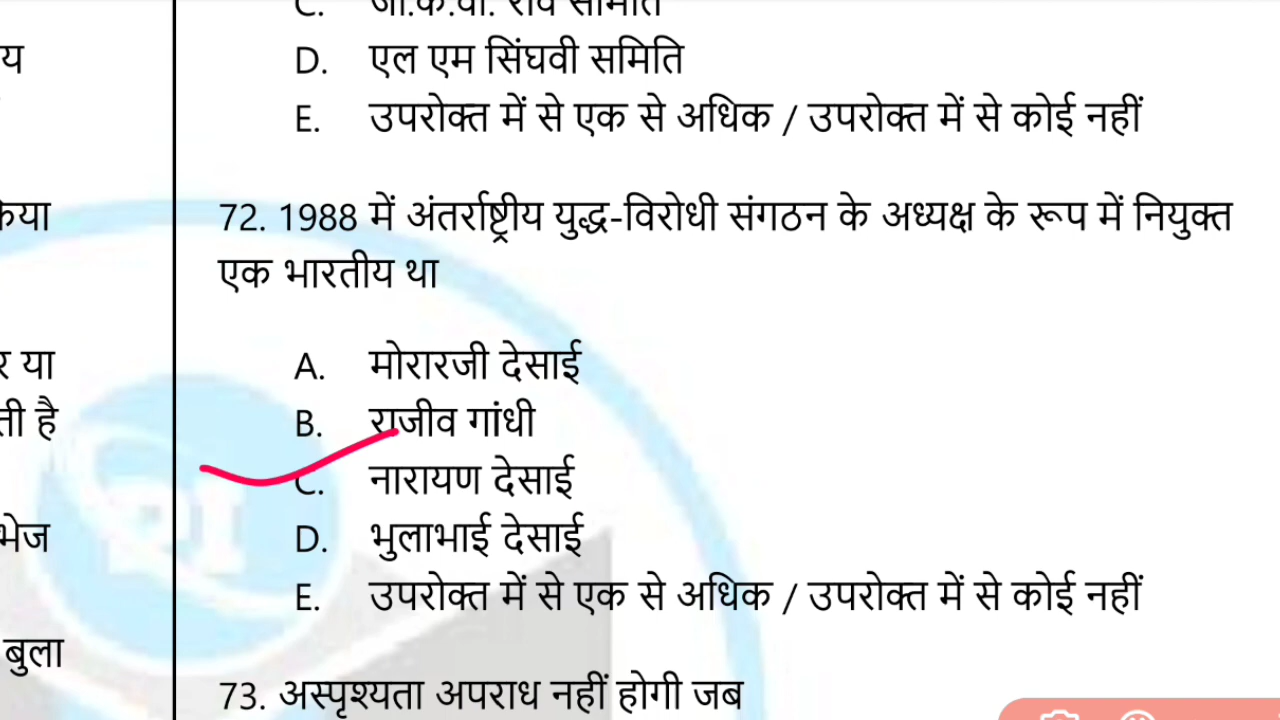 य
D. एल एम सिंघवी समिति
E. उपरोक्त में से एक से अधिक / उपरोक्त में से कोई नहीं
72. 1988 में अंतर्राष्ट्रीय युद्ध-विरोधी संगठन के अध्यक्ष के रूप में नियुक्त
एक भारतीय था
र या
A. मोरारजी देसाई
ती है
B. राजीव गांधी
C. नारायण देसाई
भेज
D. भुलाभाई देसाई
E. उपरोक्त में से एक से अधिक / उपरोक्त में से कोई नहीं
बुला
73. अस्पृश्यता अपराध नहीं होगी जब